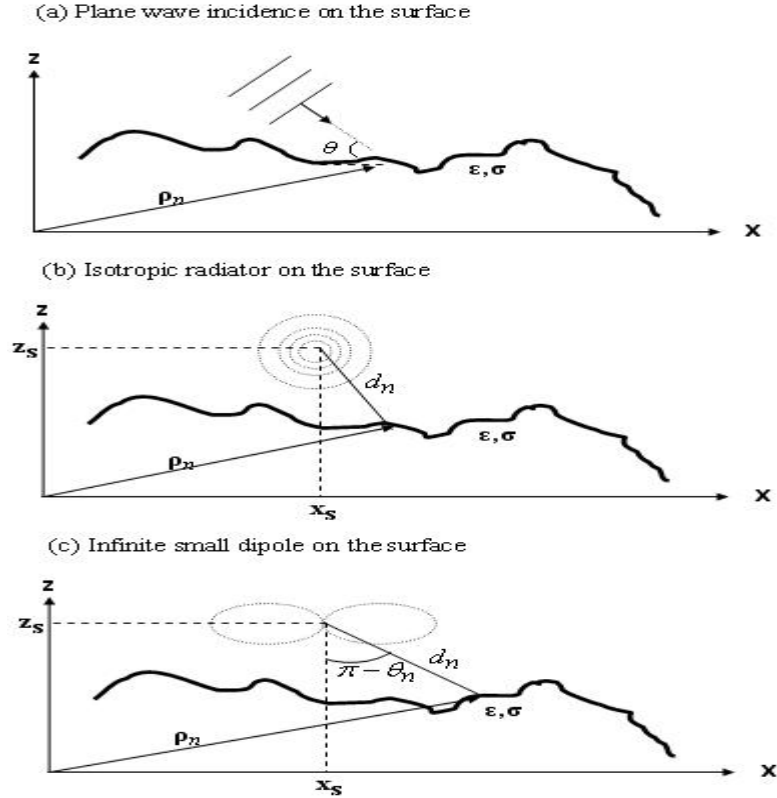 (a) Plane wave incidence on the surface
z
θ
ε,σ
ρn
x
(b) Isotropic radiator on the surface
z
zs
dn
ε,σ
ρn
xs
x
(c) Infinite small dipole on the surface
z
zs
dn
π − θn
ε,σ
ρn
xs
x